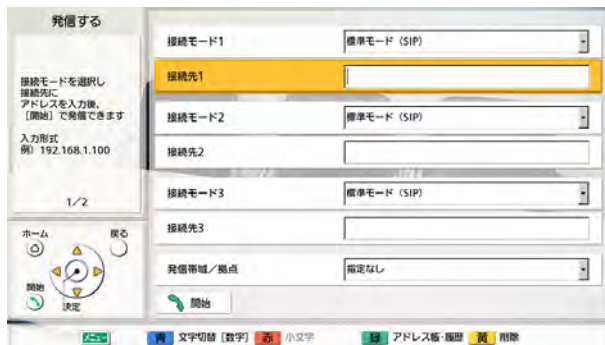 発信する
接続モードを選択し
接続先に
アドレスを入力後、
[開始] で発信できます
入力形式
例) 192.168.1.100
1/2
ホーム
戻る
開始
決定
接続モード1
標準モード (SIP)
接続先1
接続モード2
標準モード (SIP)
接続先2
接続モード3
標準モード (SIP)
接続先3
発信帯域/拠点
指定なし
開始
メニュー 青 文字切替 [数字] 赤 小文字 緑 アドレス帳・履歴 黄 削除